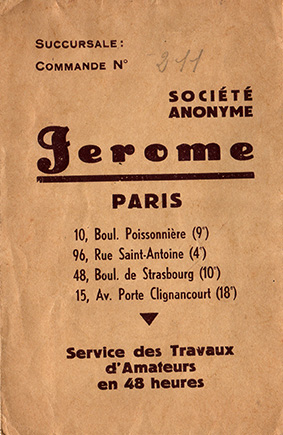 SUCCURSALE:
COMMANDE N° 211
SOCIÉTÉ
ANONYME
Jerome
PARIS
10, Boul. Poissonnière (9ᵉ)
96, Rue Saint-Antoine (4ᵉ)
48, Boul. de Strasbourg (10ᵉ)
15, Av. Porte Clignancourt (18ᵉ)
Service des Travaux
d'Amateurs
en 48 heures